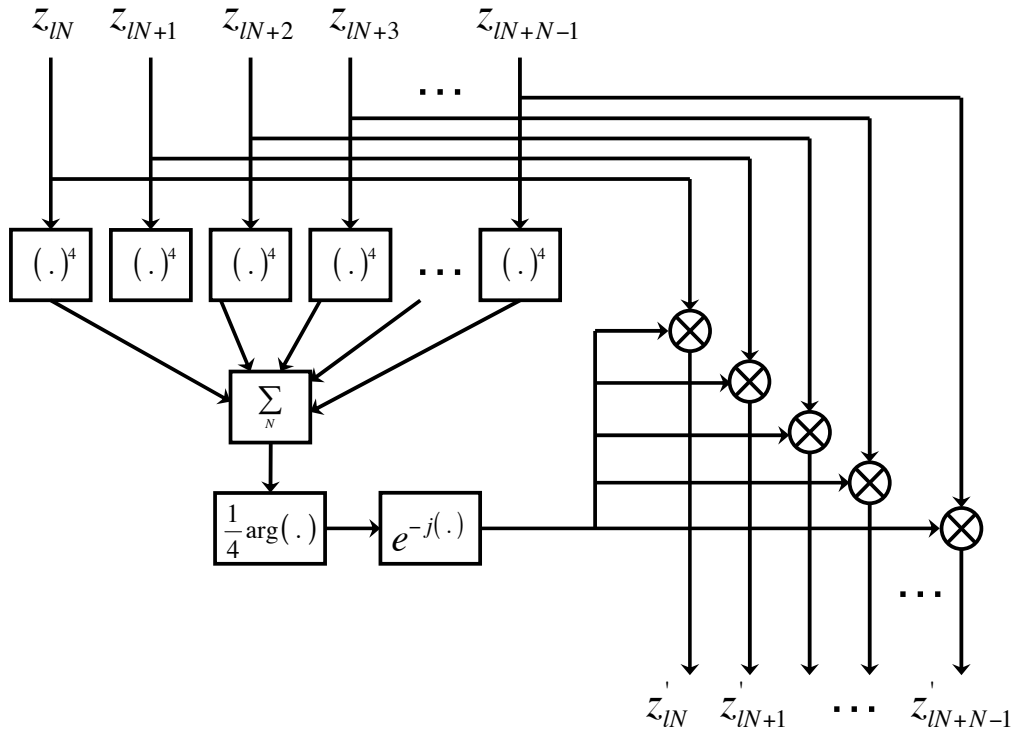 z_{lN} z_{lN+1} z_{lN+2} z_{lN+3} z_{lN+N-1}
...
(.)^4 (.)^4 (.)^4 (.)^4 ... (.)^4
∑_N
1/4 arg(.) e^{-j(.)}
...
z'_{lN} z'_{lN+1} ... z'_{lN+N-1}